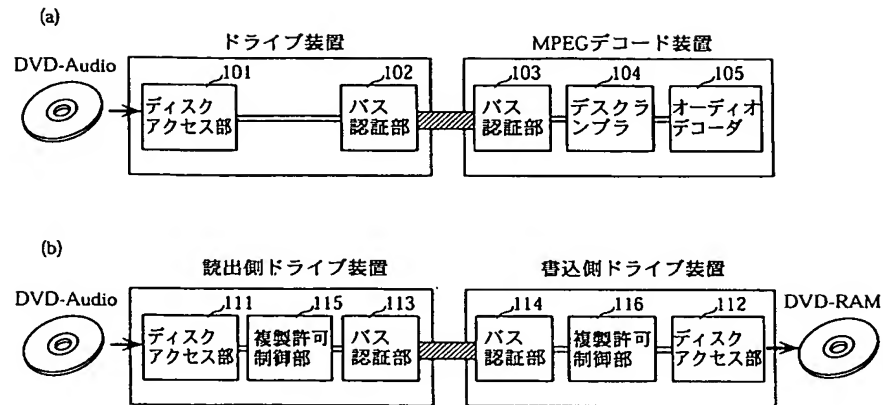 (a)
ドライブ装置
MPEGデコード装置
DVD-Audio
101
102
103
104
105
ディスク
アクセス部
バス
認証部
バス
認証部
デスクラ
ンブラ
オーディオ
デコーダ
(b)
読出側ドライブ装置
書込側ドライブ装置
DVD-Audio
111
115
113
114
116
112
DVD-RAM
ディスク
アクセス部
複製許可
制御部
バス
認証部
バス
認証部
複製許可
制御部
ディスク
アクセス部